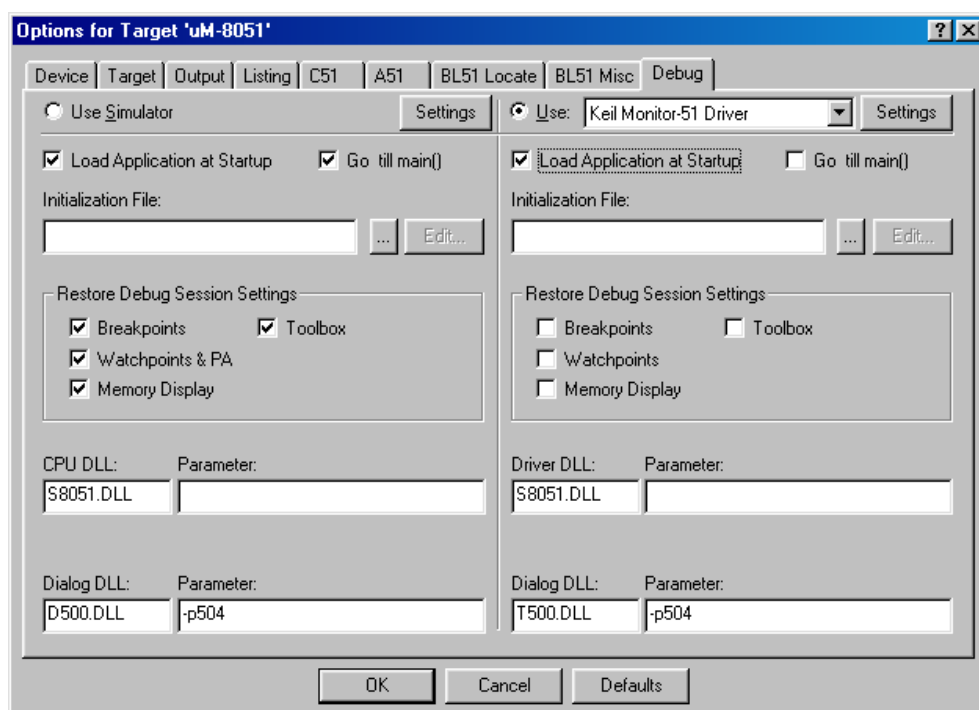 Options for Target 'uM-8051'
Device Target Output Listing C51 A51 BL51 Locate BL51 Misc Debug
Use Simulator Settings
Load Application at Startup Go till main()
Initialization File:
... Edit...
Restore Debug Session Settings
Breakpoints Toolbox
Watchpoints & PA
Memory Display
CPU DLL: Parameter:
S8051.DLL
Dialog DLL: Parameter:
D500.DLL -p504
Use: Keil Monitor-51 Driver Settings
Load Application at Startup Go till main()
Initialization File:
... Edit...
Restore Debug Session Settings
Breakpoints Toolbox
Watchpoints
Memory Display
Driver DLL: Parameter:
S8051.DLL
Dialog DLL: Parameter:
T500.DLL -p504
OK Cancel Defaults